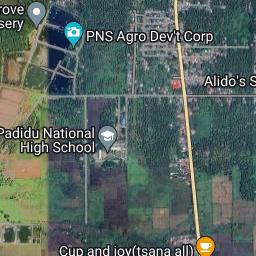 rove
sery
PNS Agro Dev't Corp
Alido's S
Padidu National
High School
Cup and joy(tsana all)